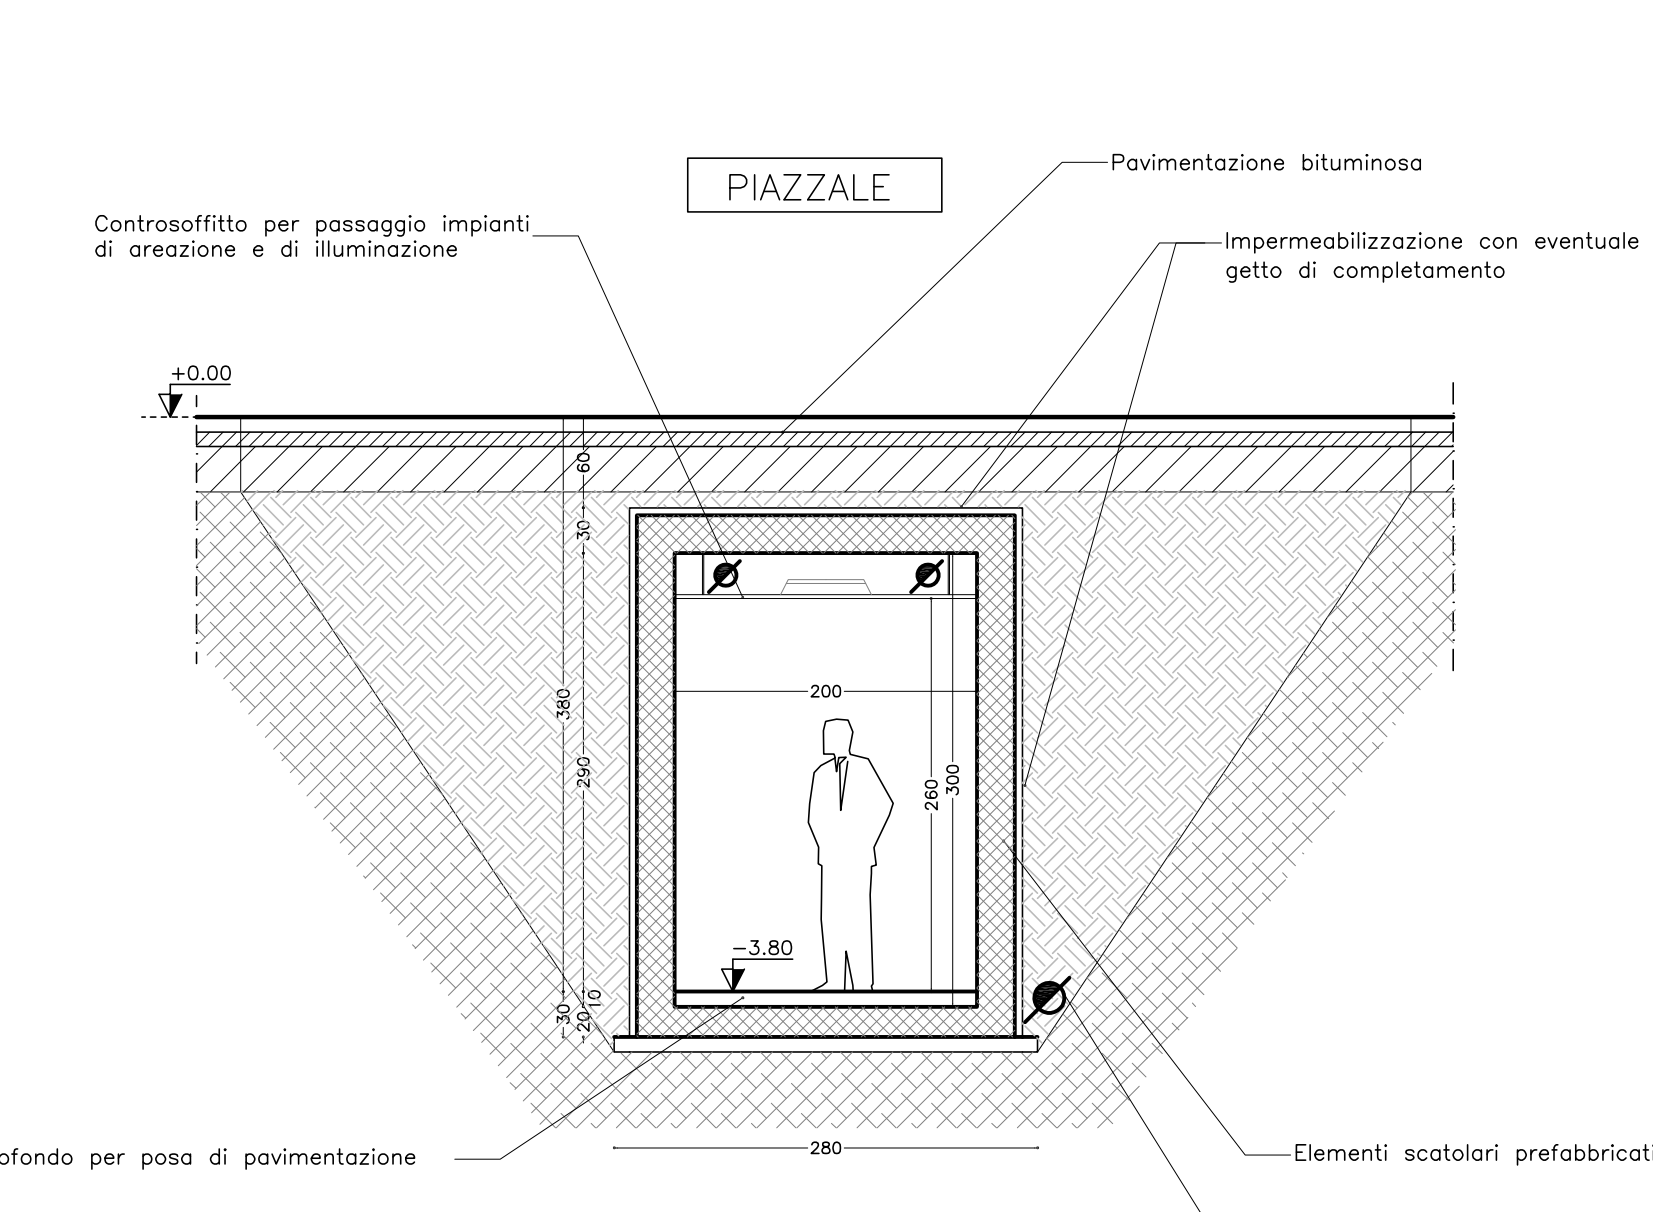 Pavimentazione bituminosa
PIAZZALE
Controsoffitto per passaggio impianti
di areazione e di illuminazione
Impermeabilizzazione con eventuale
getto di completamento
+0.00
60
30
380
290
200
260
300
-3.80
30
20
10
ofondo per posa di pavimentazione
280
Elementi scatolari prefabbricati